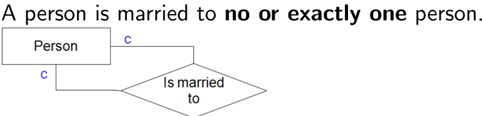 A person is married to no or exactly one person.
Person
c
c
Is married
to